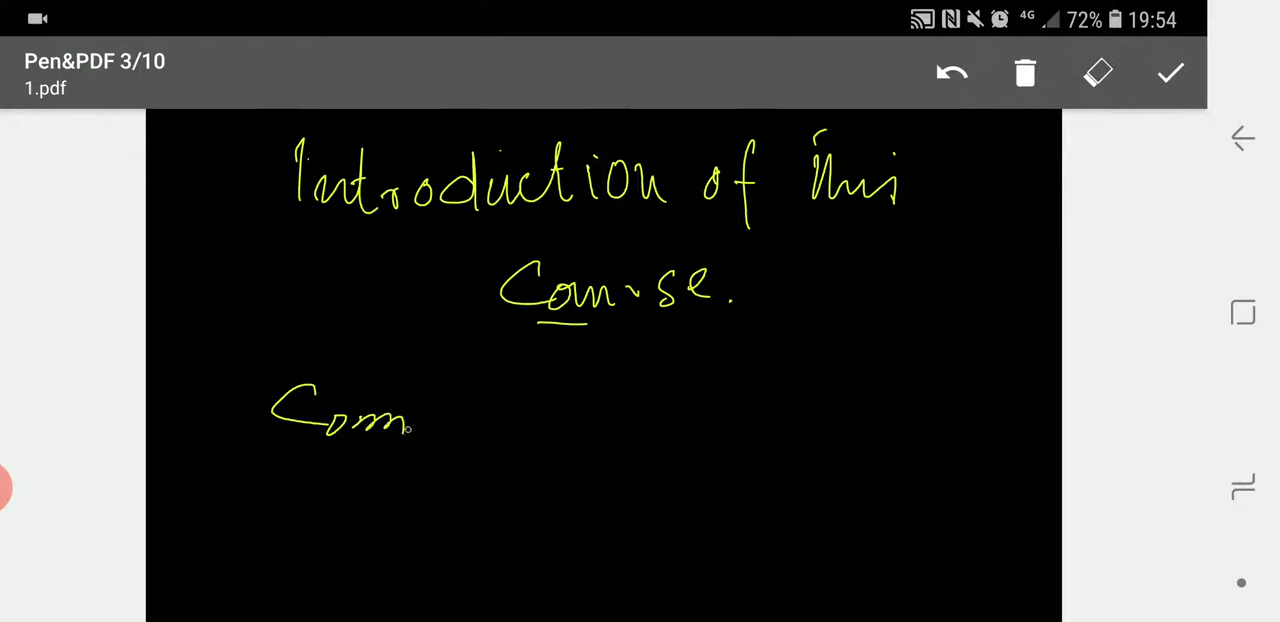 4G 72% 19:54
Pen&PDF 3/10
1.pdf
Introduction of This
Course.
Com